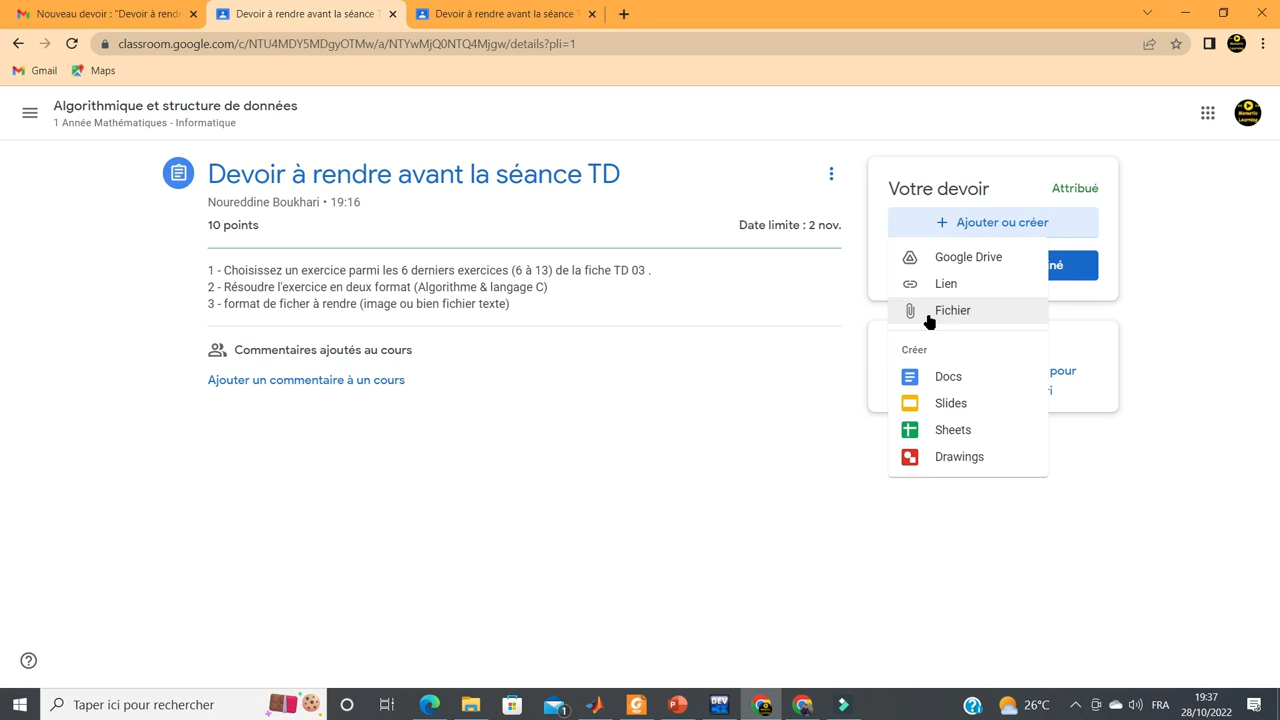 Nouveau devoir : "Devoir à rend
Devoir à rendre avant la séance T
Devoir à rendre avant la séance T
classroom.google.com/c/NTU4MDY5MDgyOTMw/a/NTYwMjQ0NTQ4Mjgw/details?pli=1
Gmail
Maps
Algorithmique et structure de données
1 Année Mathématiques - Informatique
Devoir à rendre avant la séance TD
Noureddine Boukhari • 19:16
10 points
Date limite : 2 nov.
1 - Choisissez un exercice parmi les 6 derniers exercices (6 à 13) de la fiche TD 03 .
2 - Résoudre l'exercice en deux format (Algorithme & langage C)
3 - format de ficher à rendre (image ou bien fichier texte)
Commentaires ajoutés au cours
Ajouter un commentaire à un cours
Votre devoir
Attribué
+ Ajouter ou créer
né
Google Drive
Lien
Fichier
Créer
pour
Docs
ri
Slides
Sheets
Drawings
Taper ici pour rechercher
1
DEV
26°C
FRA
19:37
28/10/2022